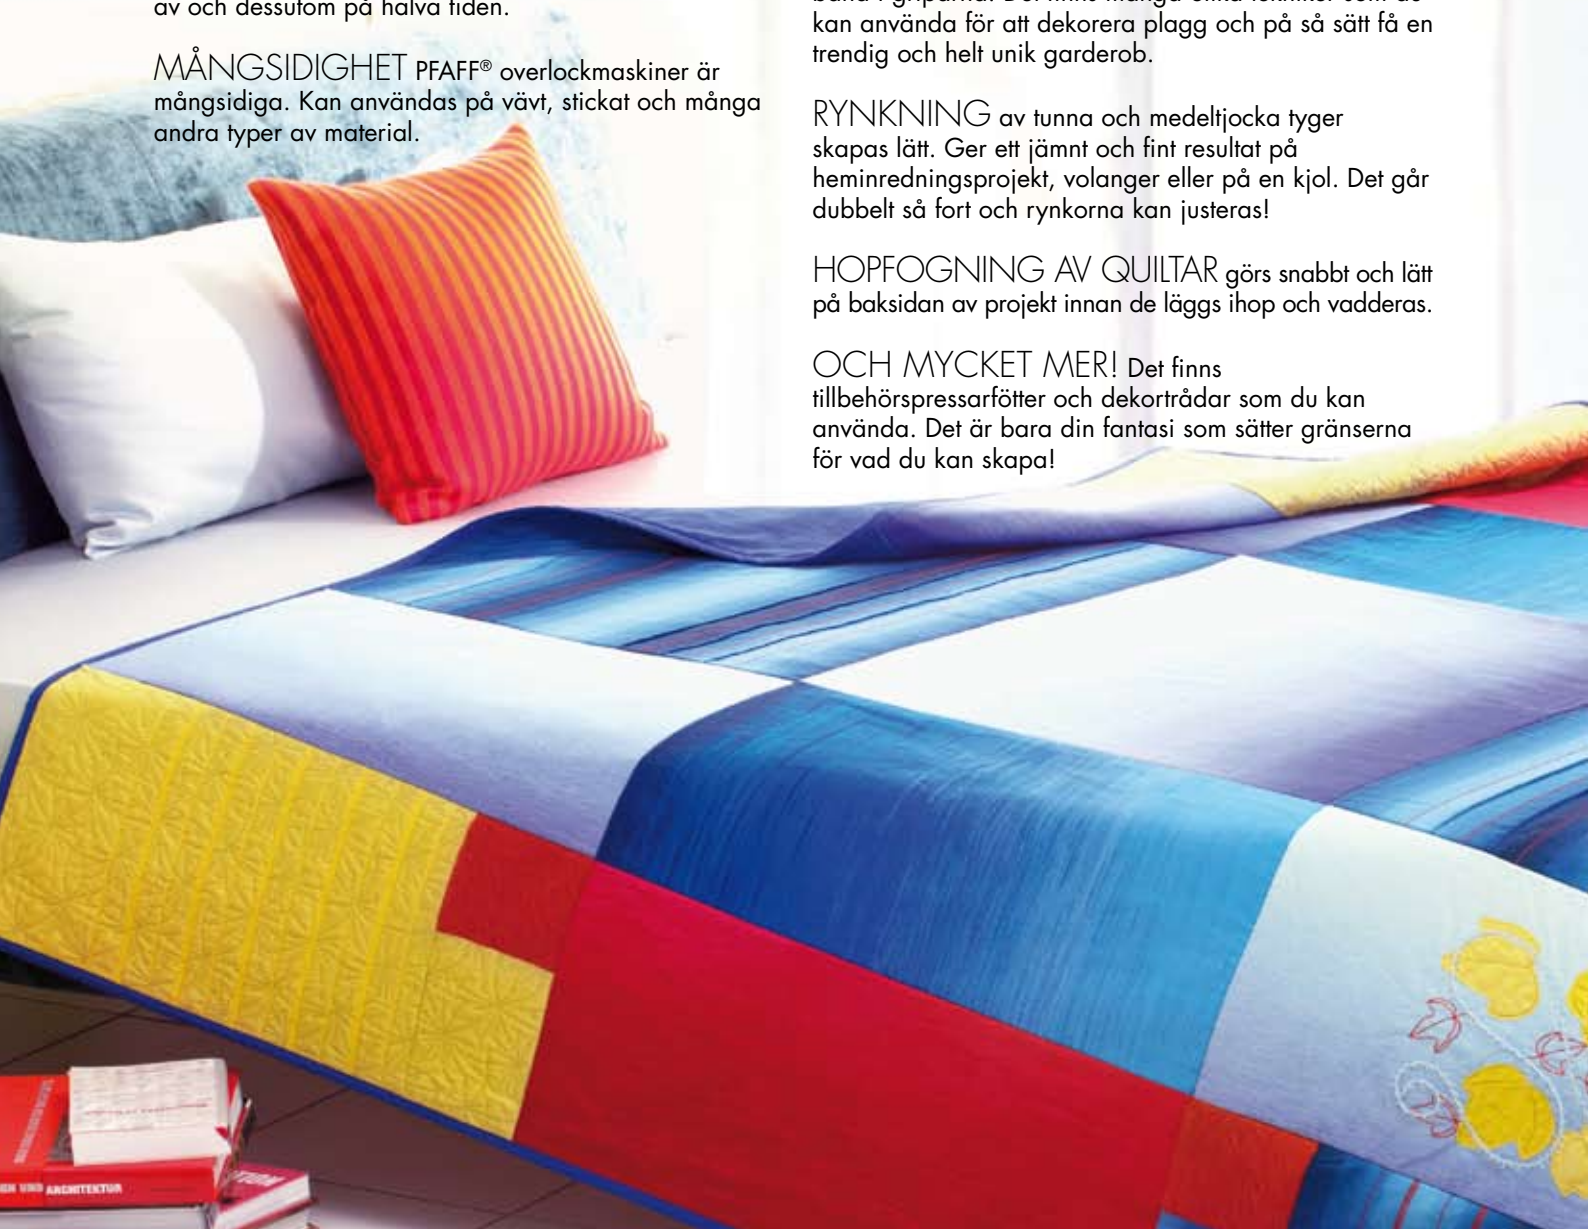 av och dessutom på halva tiden.
MÅNGSIDIGHET PFAFF® overlockmaskiner är
mångsidiga. Kan användas på vävt, stickat och många
andra typer av material.
kan använda för att dekorera plagg och på så sätt få en
trendig och helt unik garderob.
RYNKNING av tunna och medeltjocka tyger
skapas lätt. Ger ett jämnt och fint resultat på
heminredningsprojekt, volanger eller på en kjol. Det går
dubbelt så fort och rynkorna kan justeras!
HOPFOGNING AV QUILTAR görs snabbt och lätt
på baksidan av projekt innan de läggs ihop och vadderas.
OCH MYCKET MER! Det finns
tillbehörspressarfötter och dekortrådar som du kan
använda. Det är bara din fantasi som sätter gränserna
för vad du kan skapa!
UND ARCHITEKTUR